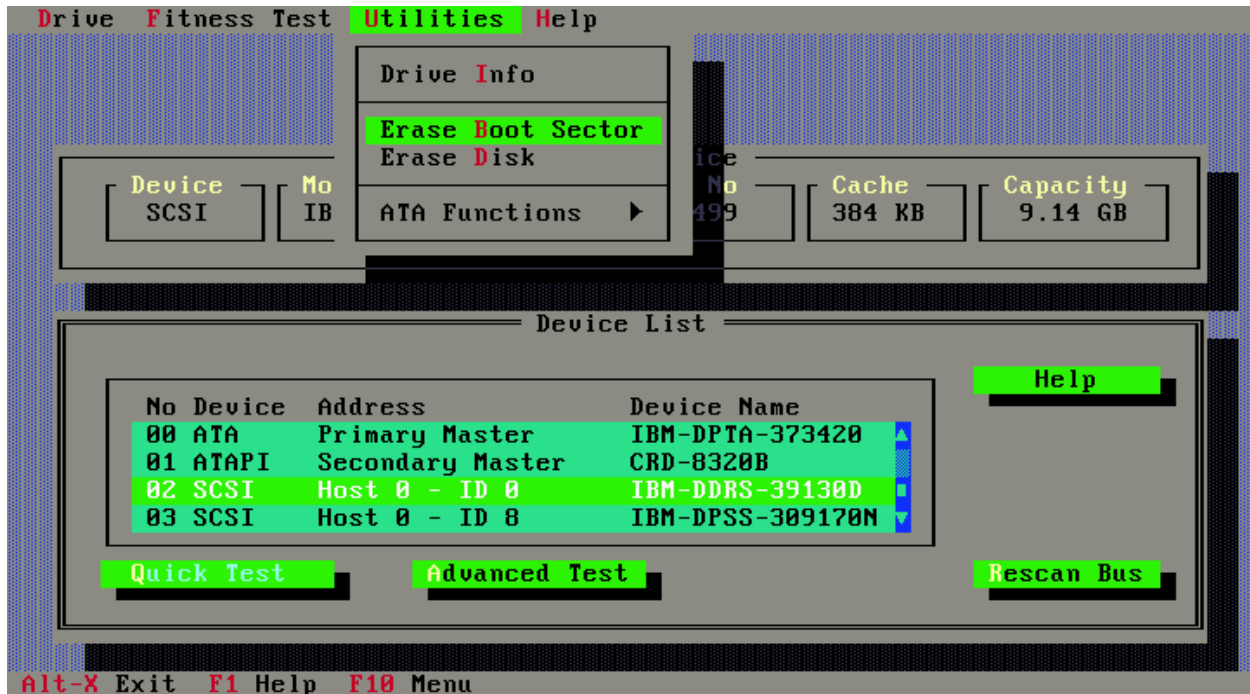 Drive Fitness Test Utilities Help
Drive Info
Erase Boot Sector
Erase Disk
ATA Functions
ice
Device Mo No Cache Capacity
SCSI IB 499 384 KB 9.14 GB
Device List
Help
No Device Address Device Name
00 ATA Primary Master IBM-DPTA-373420
01 ATAPI Secondary Master CRD-8320B
02 SCSI Host 0 - ID 0 IBM-DDRS-39130D
03 SCSI Host 0 - ID 8 IBM-DPSS-309170N
Quick Test Advanced Test Rescan Bus
Alt-X Exit F1 Help F10 Menu